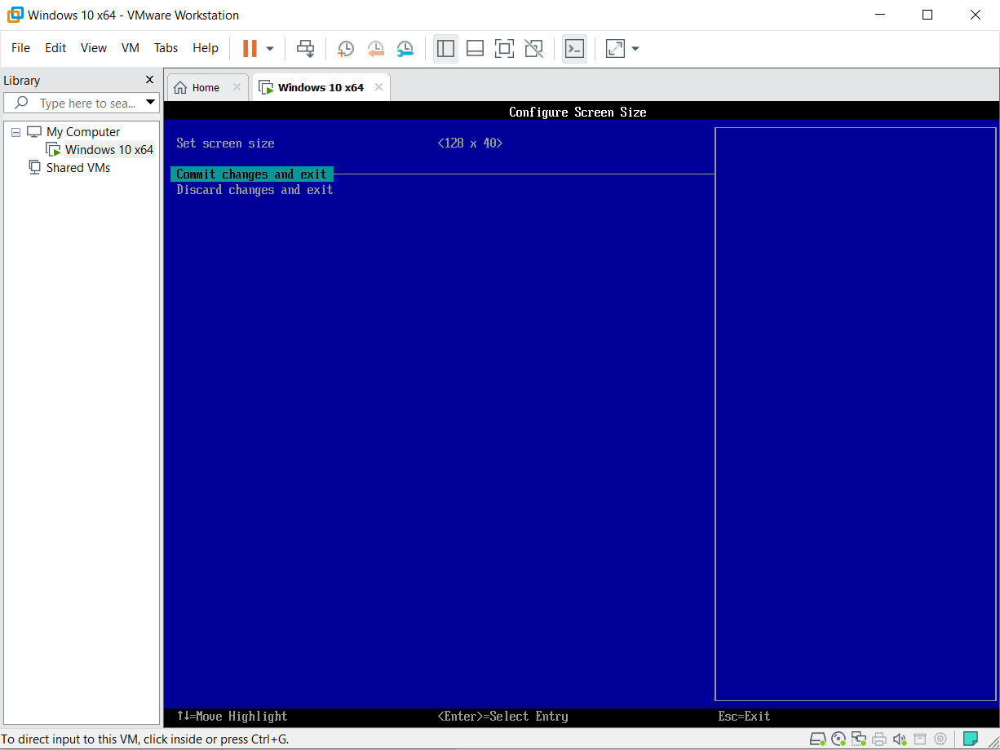 Windows 10 x64 - VMware Workstation
File Edit View VM Tabs Help
Library
Home
Windows 10 x64
Type here to sea...
My Computer
Windows 10 x64
Shared VMs
Configure Screen Size
Set screen size <128 x 40>
Commit changes and exit
Discard changes and exit
↑↓=Move Highlight <Enter>=Select Entry Esc=Exit
To direct input to this VM, click inside or press Ctrl+G.